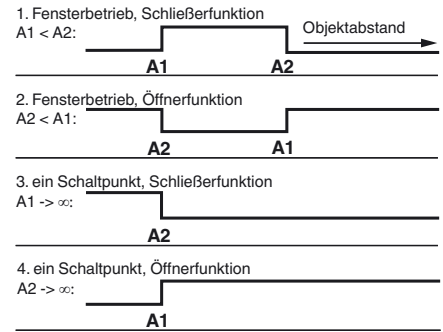 1. Fensterbetrieb, Schließerfunktion
A1 < A2:
Objektabstand
A1 A2
2. Fensterbetrieb, Öffnerfunktion
A2 < A1:
A2 A1
3. ein Schaltpunkt, Schließerfunktion
A1 -> ∞:
A2
4. ein Schaltpunkt, Öffnerfunktion
A2 -> ∞:
A1